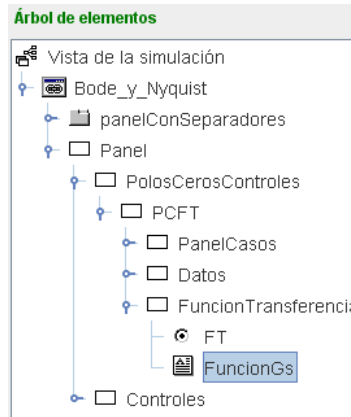 Árbol de elementos
Vista de la simulación
Bode_y_Nyquist
panelConSeparadores
Panel
PolosCerosControles
PCFT
PanelCasos
Datos
FuncionTransferencia
FT
FuncionGs
Controles